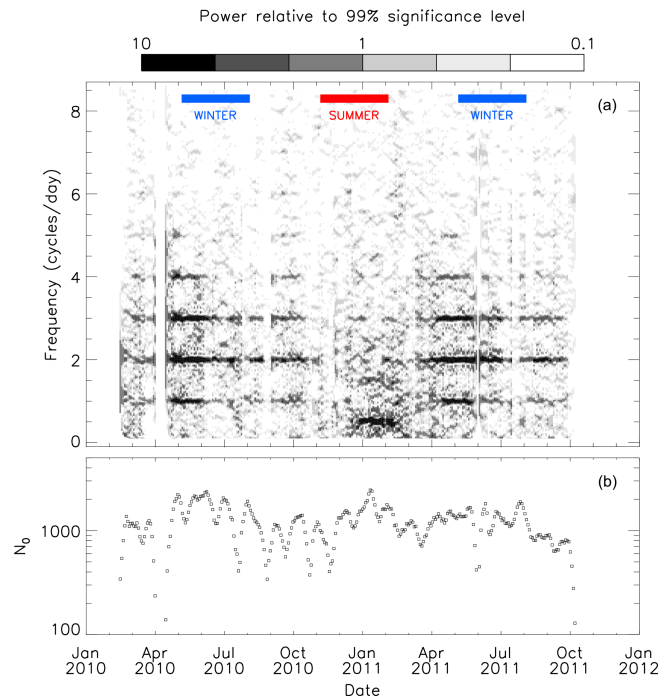 Power relative to 99% significance level
10 1 0.1
(a)
WINTER SUMMER WINTER
8
6
4
2
0
Frequency (cycles/day)
(b)
1000
100
N₀
Jan Apr Jul Oct Jan Apr Jul Oct Jan
2010 2010 2010 2010 2011 2011 2011 2011 2012
Date